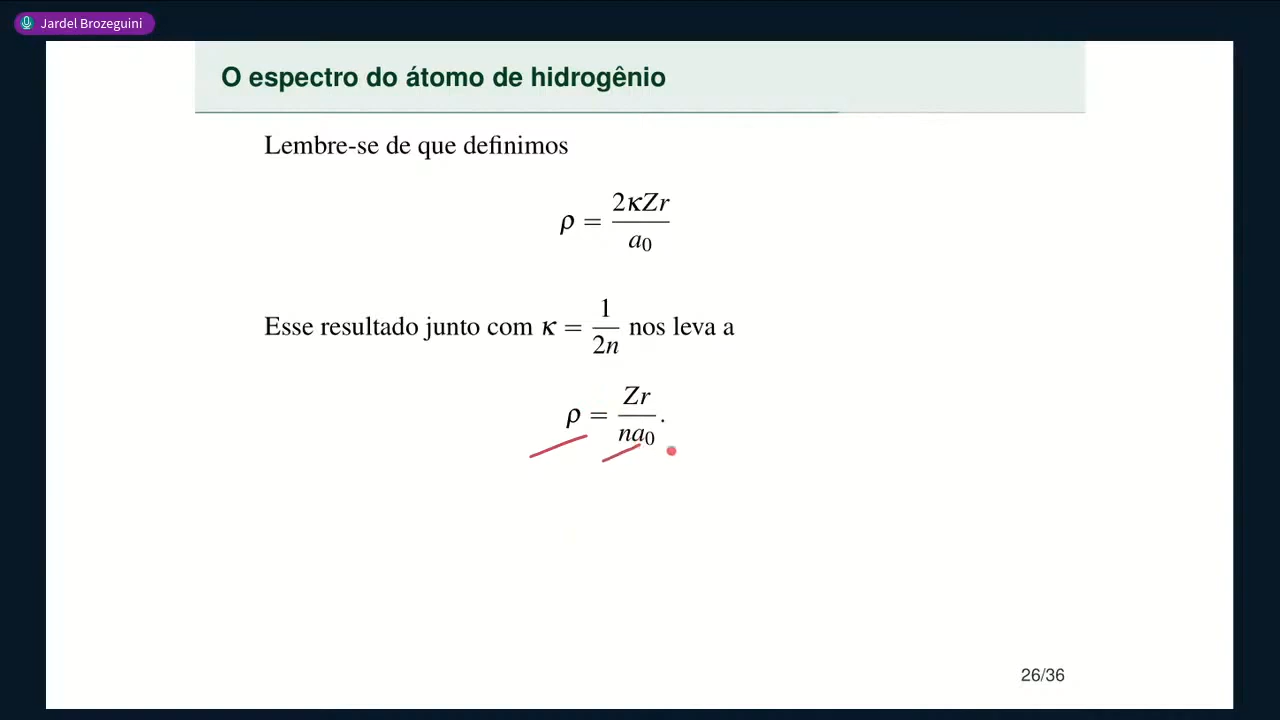 Jardel Brozeguini
O espectro do átomo de hidrogênio
Lembre-se de que definimos
ρ = 2κZr / a₀
Esse resultado junto com κ = 1 / 2n nos leva a
ρ = Zr / na₀ .
26/36